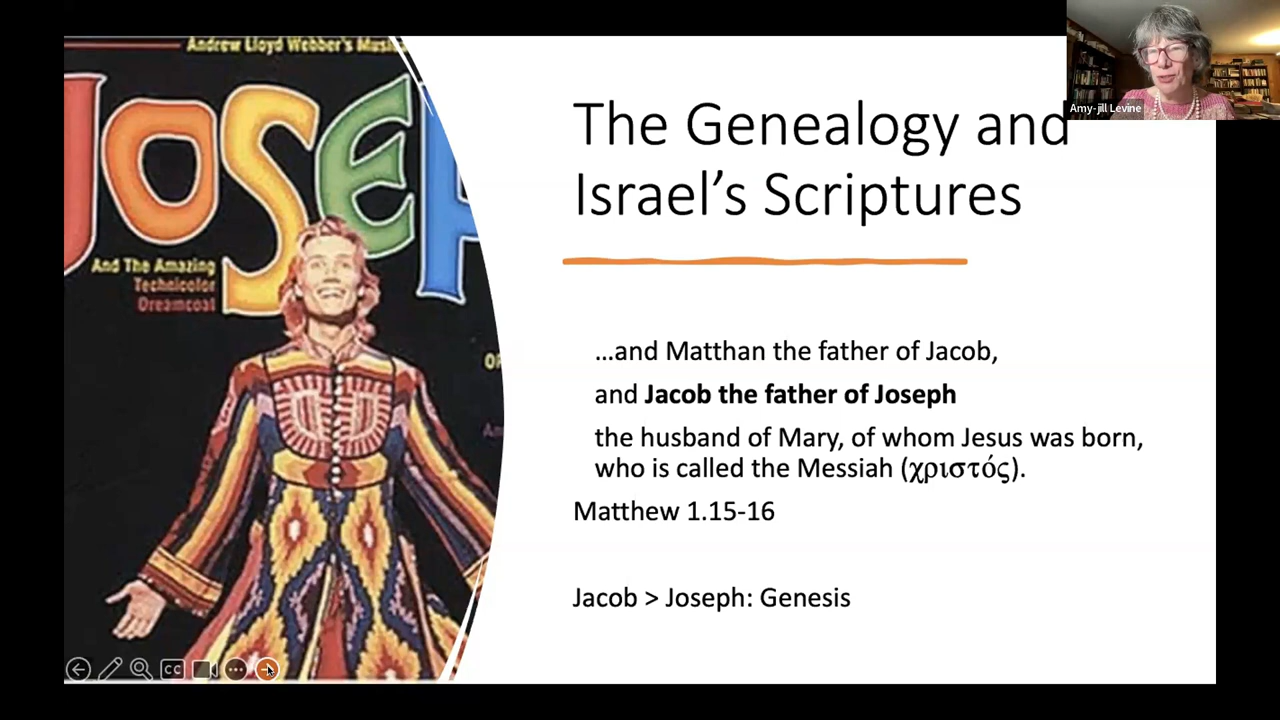 Andrew Lloyd Webber's Musi
JOSEP
And The Amazing
Technicolor
Dreamcoat
The Genealogy and
Israel's Scriptures
...and Matthan the father of Jacob,
and Jacob the father of Joseph
the husband of Mary, of whom Jesus was born,
who is called the Messiah (χριστός).
Matthew 1.15-16
Jacob > Joseph: Genesis
Amy-jill Levine
CC